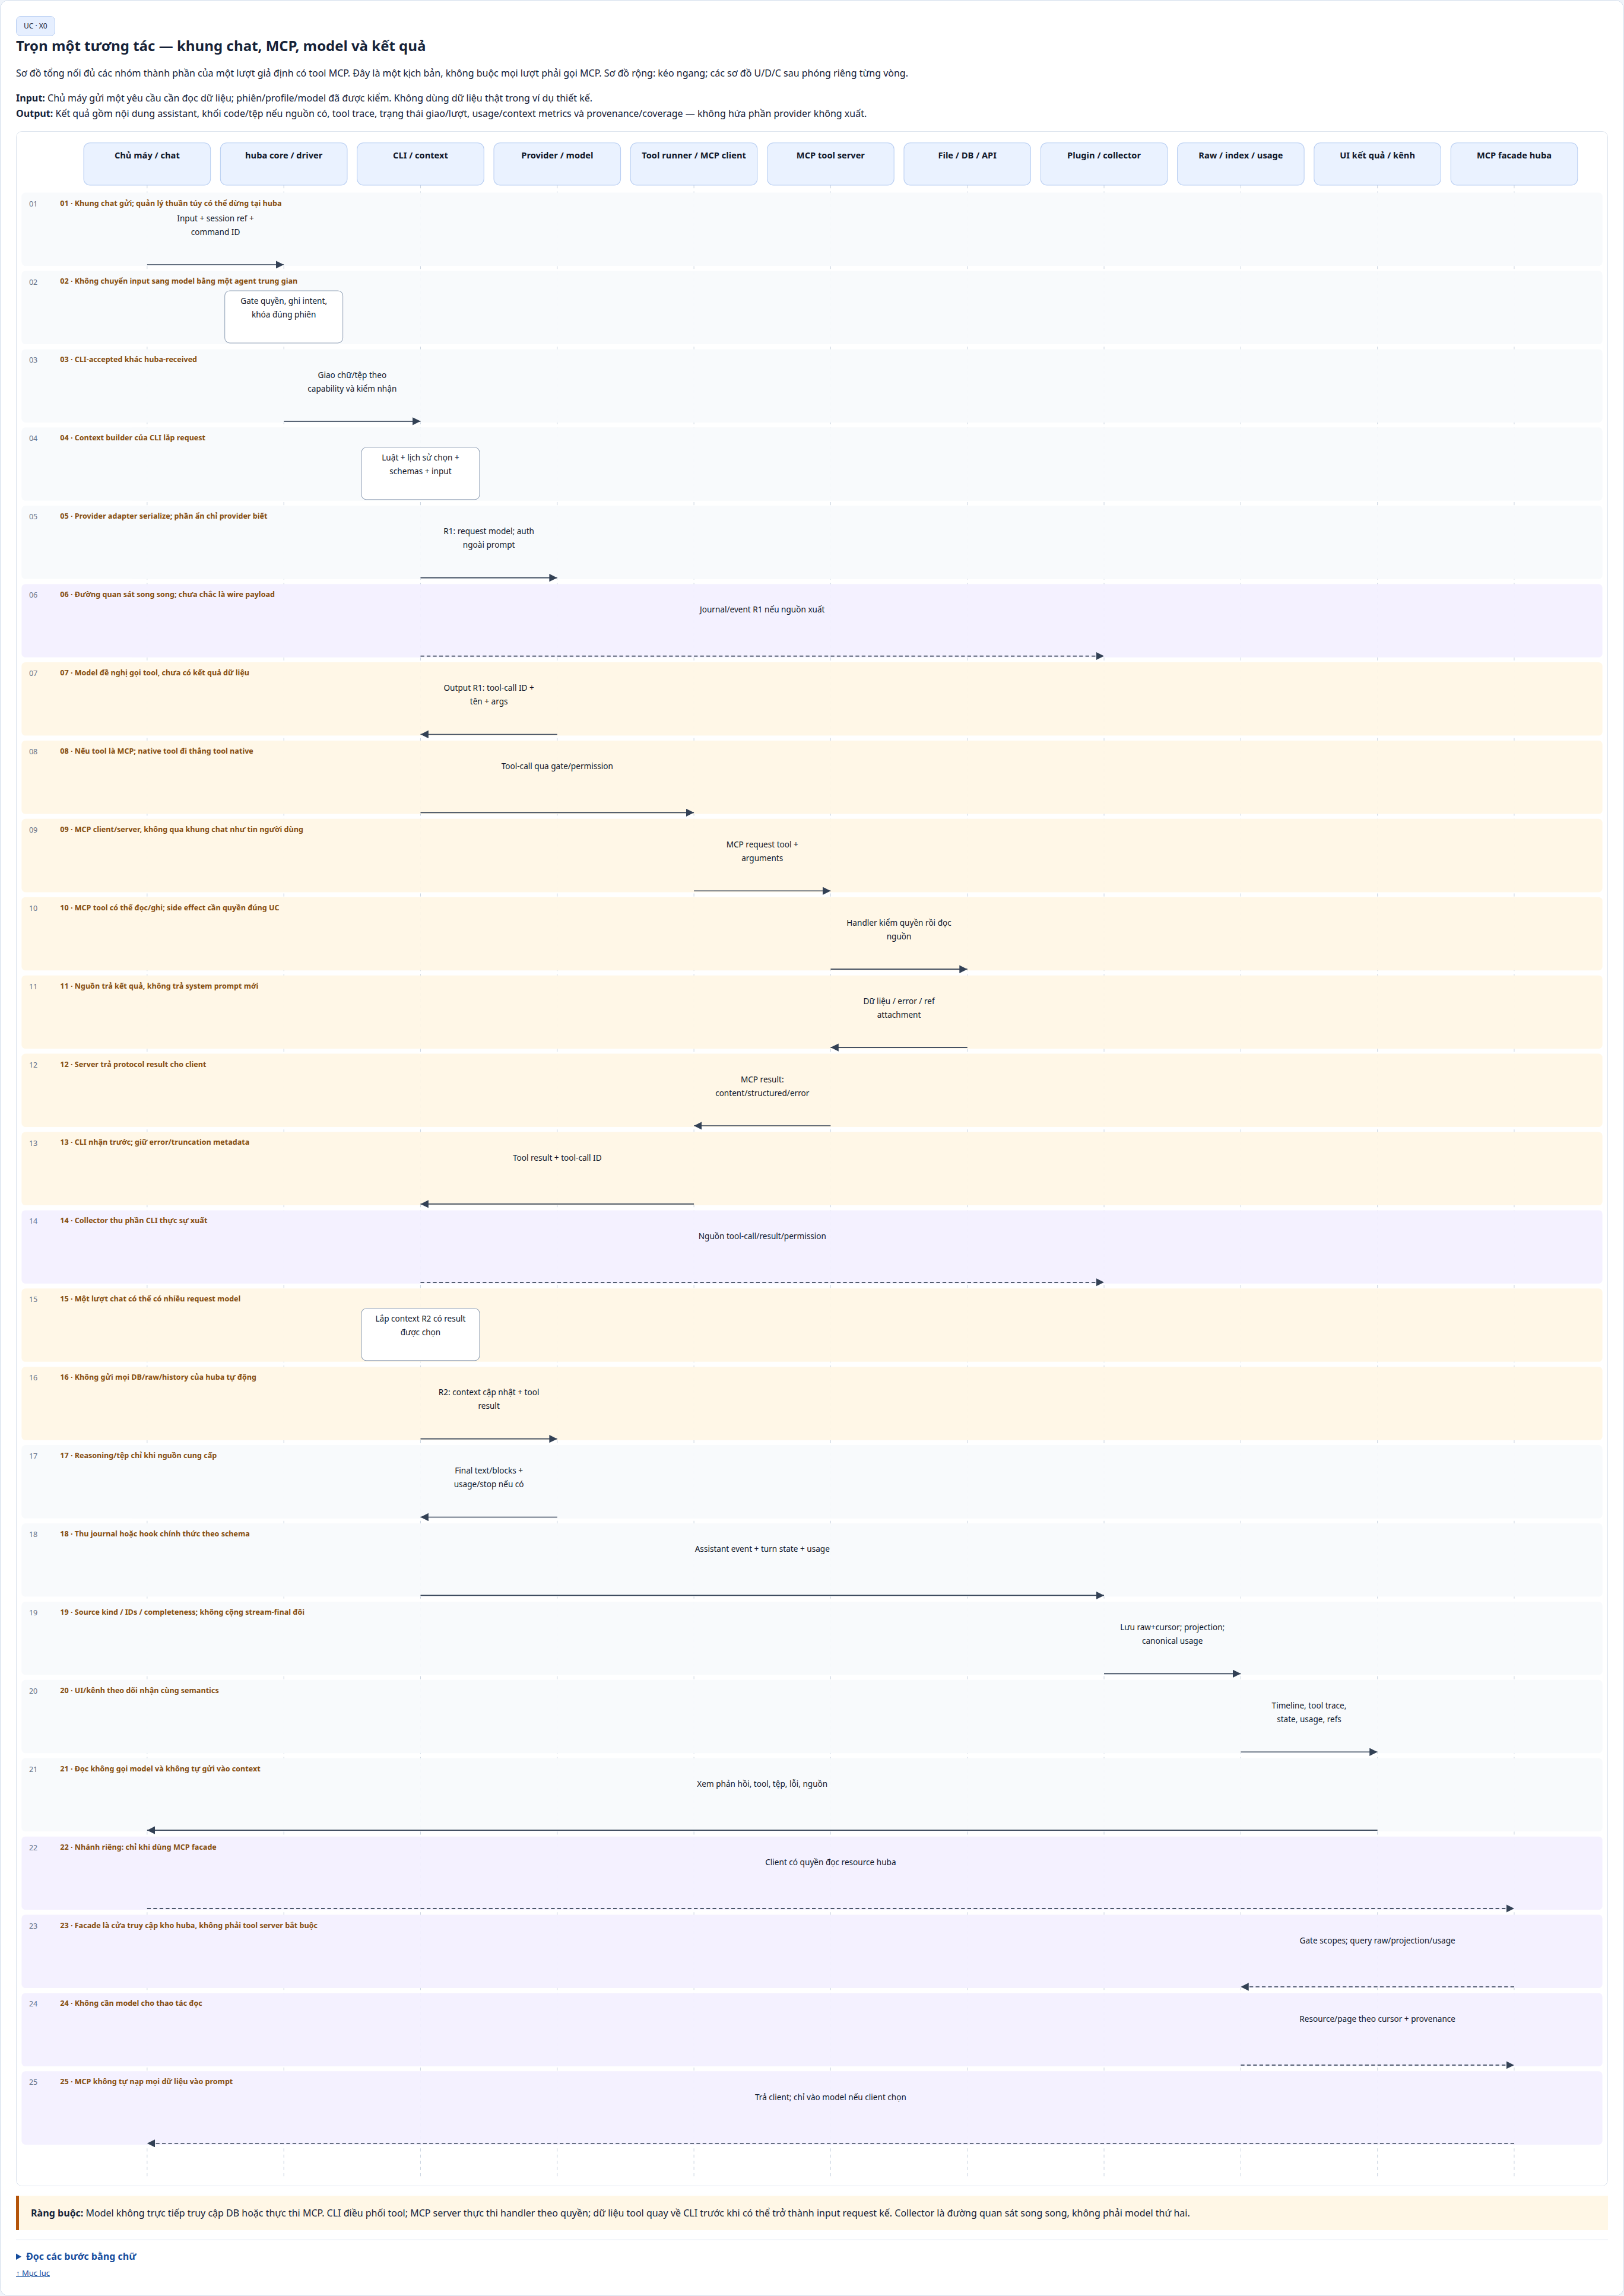 UC · X0
Trọn một tương tác — khung chat, MCP, model và kết quả
Sơ đồ tổng nối đủ các nhóm thành phần của một lượt giả định có tool MCP. Đây là một kịch bản, không buộc mọi lượt phải gọi MCP. Sơ đồ rộng: kéo ngang; các sơ đồ U/D/C sau phóng riêng từng vòng.
Input: Chủ máy gửi một yêu cầu cần đọc dữ liệu; phiên/profile/model đã được kiểm. Không dùng dữ liệu thật trong ví dụ thiết kế.
Output: Kết quả gồm nội dung assistant, khối code/tệp nếu nguồn có, tool trace, trạng thái giao/lượt, usage/context metrics và provenance/coverage — không hứa phần provider không xuất.
Chủ máy / chat
huba core / driver
CLI / context
Provider / model
Tool runner / MCP client
MCP tool server
File / DB / API
Plugin / collector
Raw / index / usage
UI kết quả / kênh
MCP facade huba
01
01 · Khung chat gửi; quản lý thuần túy có thể dừng tại huba
Input + session ref +
command ID
02
02 · Không chuyển input sang model bằng một agent trung gian
Gate quyền, ghi intent,
khóa đúng phiên
03
03 · CLI-accepted khác huba-received
Giao chữ/tệp theo
capability và kiểm nhận
04
04 · Context builder của CLI lắp request
Luật + lịch sử chọn +
schemas + input
05
05 · Provider adapter serialize; phần ẩn chỉ provider biết
R1: request model; auth
ngoài prompt
06
06 · Đường quan sát song song; chưa chắc là wire payload
Journal/event R1 nếu nguồn xuất
07
07 · Model đề nghị gọi tool, chưa có kết quả dữ liệu
Output R1: tool-call ID +
tên + args
08
08 · Nếu tool là MCP; native tool đi thẳng tool native
Tool-call qua gate/permission
09
09 · MCP client/server, không qua khung chat như tin người dùng
MCP request tool +
arguments
10
10 · MCP tool có thể đọc/ghi; side effect cần quyền đúng UC
Handler kiểm quyền rồi đọc
nguồn
11
11 · Nguồn trả kết quả, không trả system prompt mới
Dữ liệu / error / ref
attachment
12
12 · Server trả protocol result cho client
MCP result:
content/structured/error
13
13 · CLI nhận trước; giữ error/truncation metadata
Tool result + tool-call ID
14
14 · Collector thu phần CLI thực sự xuất
Nguồn tool-call/result/permission
15
15 · Một lượt chat có thể có nhiều request model
Lắp context R2 có result
được chọn
16
16 · Không gửi mọi DB/raw/history của huba tự động
R2: context cập nhật + tool
result
17
17 · Reasoning/tệp chỉ khi nguồn cung cấp
Final text/blocks +
usage/stop nếu có
18
18 · Thu journal hoặc hook chính thức theo schema
Assistant event + turn state + usage
19
19 · Source kind / IDs / completeness; không cộng stream-final đôi
Lưu raw+cursor; projection;
canonical usage
20
20 · UI/kênh theo dõi nhận cùng semantics
Timeline, tool trace,
state, usage, refs
21
21 · Đọc không gọi model và không tự gửi vào context
Xem phản hồi, tool, tệp, lỗi, nguồn
22
22 · Nhánh riêng: chỉ khi dùng MCP facade
Client có quyền đọc resource huba
23
23 · Facade là cửa truy cập kho huba, không phải tool server bắt buộc
Gate scopes; query raw/projection/usage
24
24 · Không cần model cho thao tác đọc
Resource/page theo cursor + provenance
25
25 · MCP không tự nạp mọi dữ liệu vào prompt
Trả client; chỉ vào model nếu client chọn
Ràng buộc: Model không trực tiếp truy cập DB hoặc thực thi MCP. CLI điều phối tool; MCP server thực thi handler theo quyền; dữ liệu tool quay về CLI trước khi có thể trở thành input request kế. Collector là đường quan sát song song, không phải model thứ hai.
▶ Đọc các bước bằng chữ
↑ Mục lục